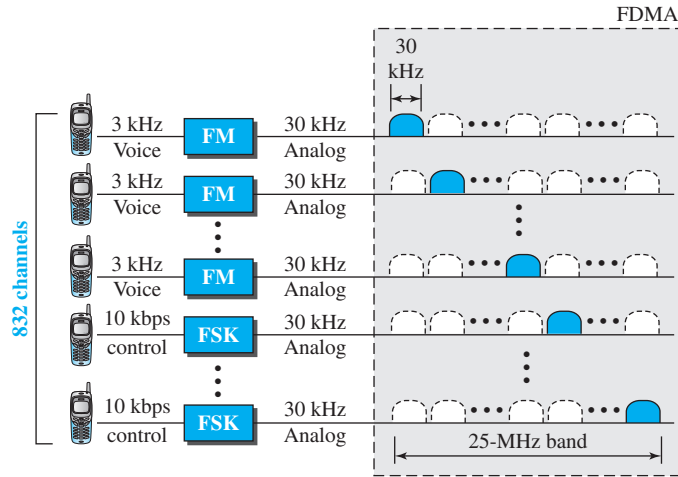 FDMA
30
kHz
3 kHz
Voice
FM
30 kHz
Analog
3 kHz
Voice
FM
30 kHz
Analog
3 kHz
Voice
FM
30 kHz
Analog
10 kbps
control
FSK
30 kHz
Analog
10 kbps
control
FSK
30 kHz
Analog
832 channels
25-MHz band